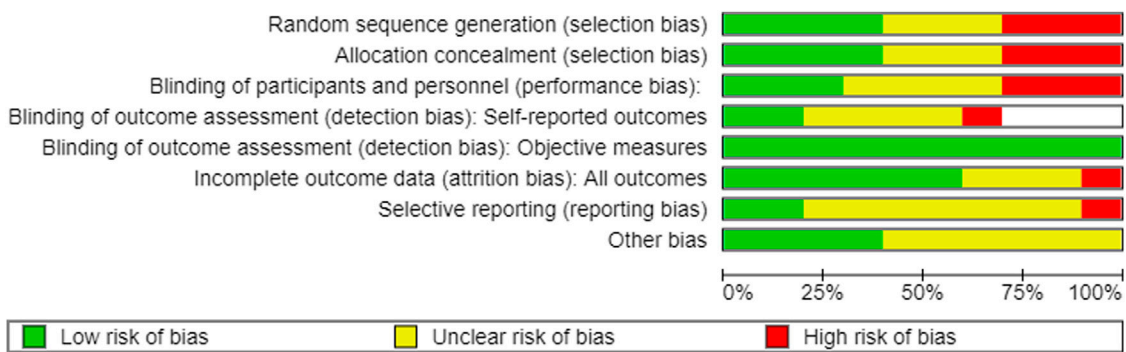 Random sequence generation (selection bias)
Allocation concealment (selection bias)
Blinding of participants and personnel (performance bias):
Blinding of outcome assessment (detection bias): Self-reported outcomes
Blinding of outcome assessment (detection bias): Objective measures
Incomplete outcome data (attrition bias): All outcomes
Selective reporting (reporting bias)
Other bias
0% 25% 50% 75% 100%
Low risk of bias Unclear risk of bias High risk of bias